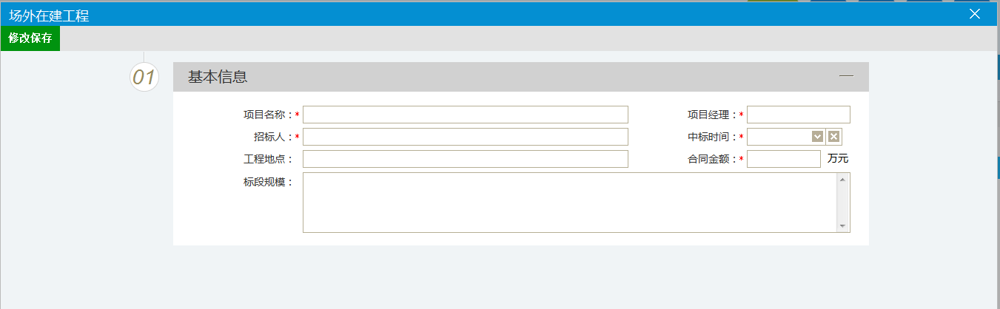 场外在建工程
修改保存
01
基本信息
项目名称：* 项目经理：*
招标人：* 中标时间：*
工程地点： 合同金额：* 万元
标段规模：